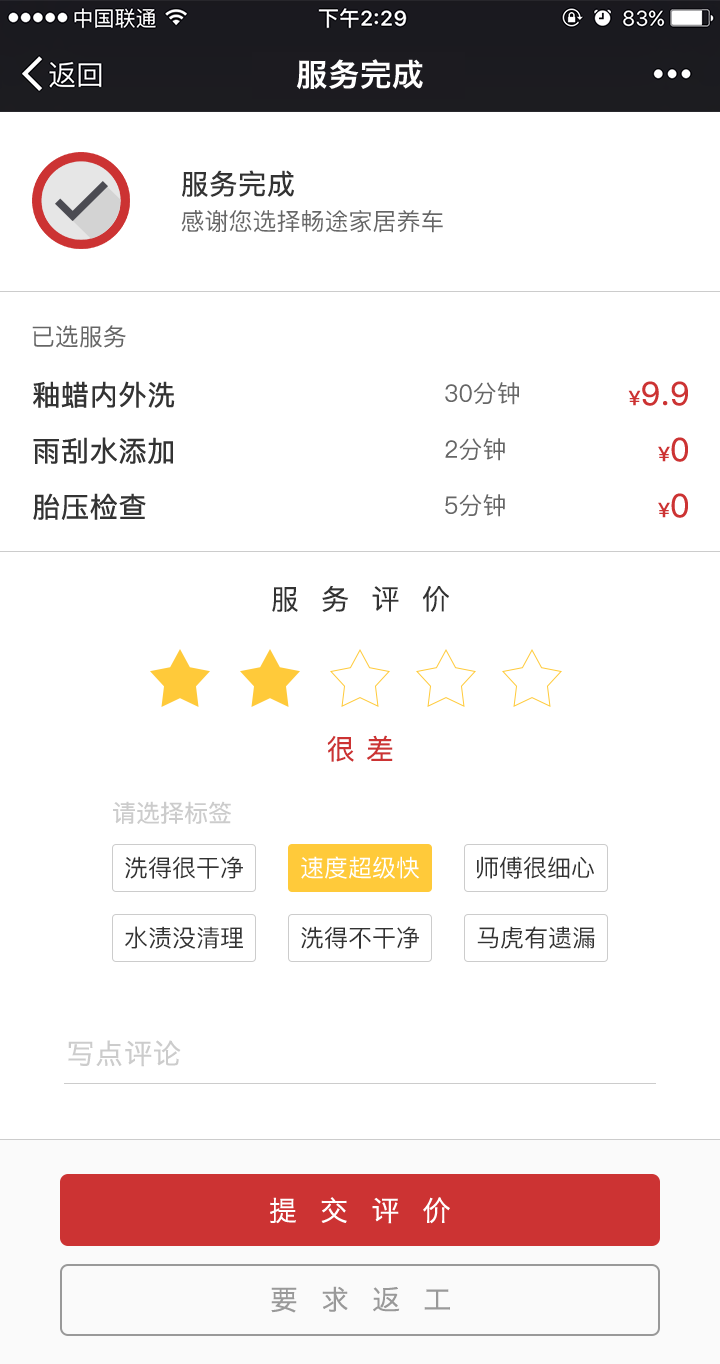 中国联通 下午2:29 83%
返回 服务完成
服务完成
感谢您选择畅途家居养车
已选服务
釉蜡内外洗 30分钟 ¥9.9
雨刮水添加 2分钟 ¥0
胎压检查 5分钟 ¥0
服务评价
很差
请选择标签
洗得很干净 速度超级快 师傅很细心
水渍没清理 洗得不干净 马虎有遗漏
写点评论
提交评价
要求返工